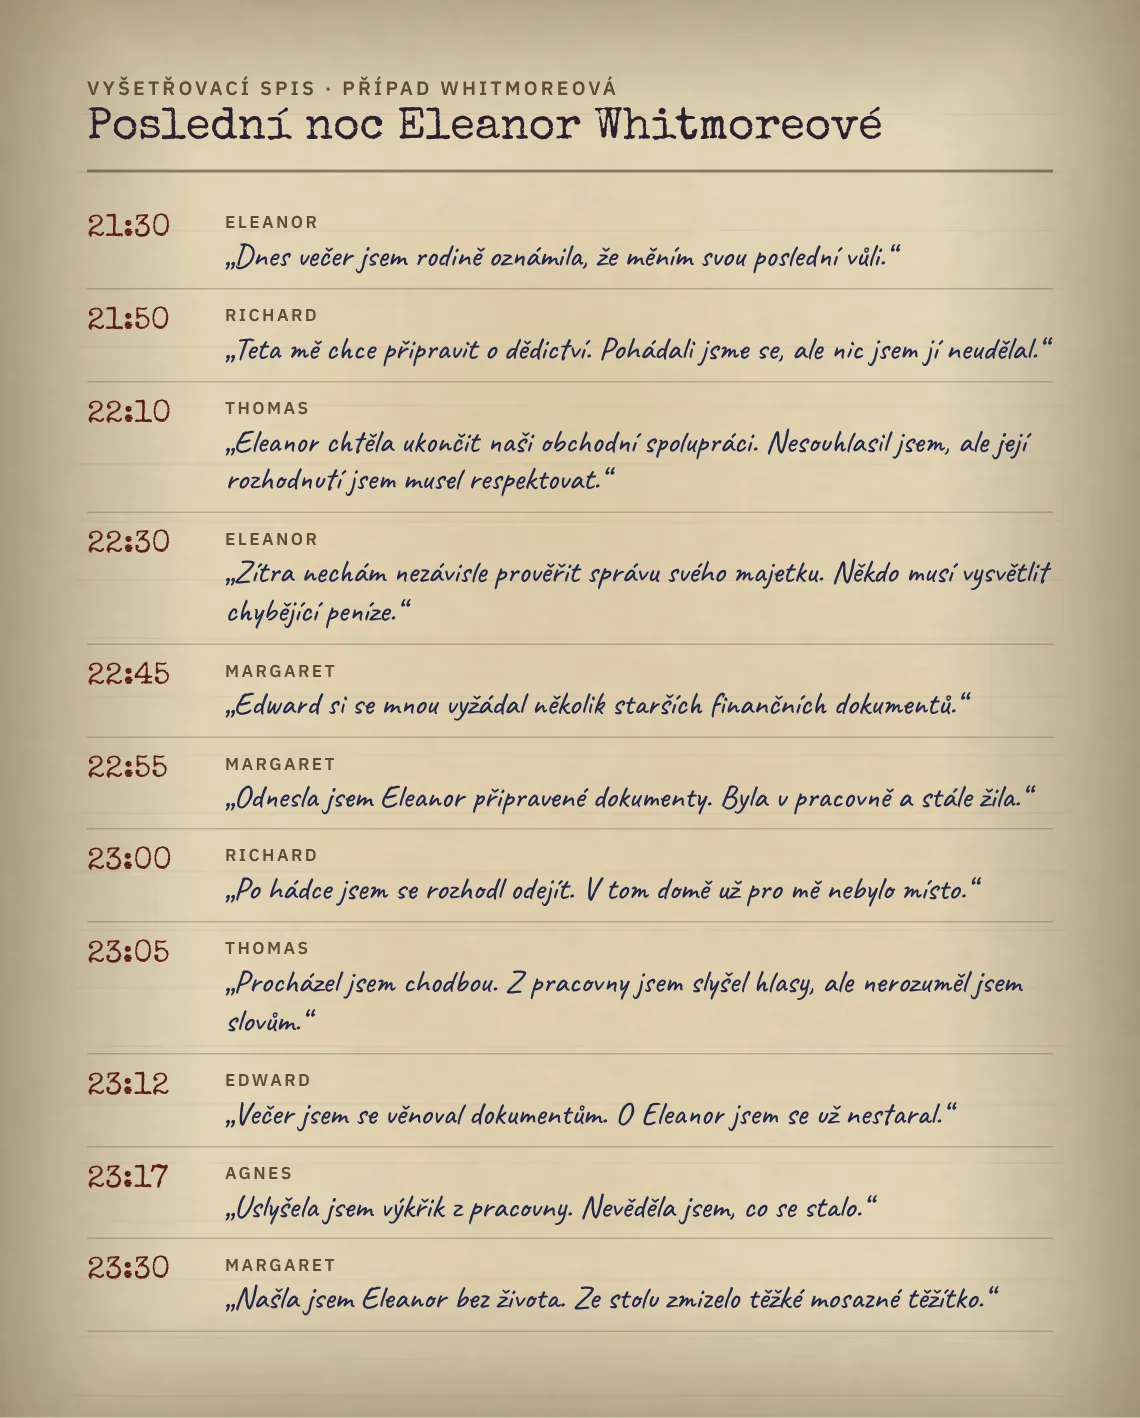 VYŠETŘOVACÍ SPIS · PŘÍPAD WHITMOREOVÁ
Poslední noc Eleanor Whitmoreové
21:30 ELEANOR
„Dnes večer jsem rodině oznámila, že měním svou poslední vůli.“
21:50 RICHARD
„Teta mě chce připravit o dědictví. Pohádali jsme se, ale nic jsem jí neudělal.“
22:10 THOMAS
„Eleanor chtěla ukončit naši obchodní spolupráci. Nesouhlasil jsem, ale její
rozhodnutí jsem musel respektovat.“
22:30 ELEANOR
„Zítra nechám nezávisle prověřit správu svého majetku. Někdo musí vysvětlit
chybějící peníze.“
22:45 MARGARET
„Edward si se mnou vyžádal několik starších finančních dokumentů.“
22:55 MARGARET
„Odnesla jsem Eleanor připravené dokumenty. Byla v pracovně a stále žila.“
23:00 RICHARD
„Po hádce jsem se rozhodl odejít. V tom domě už pro mě nebylo místo.“
23:05 THOMAS
„Procházel jsem chodbou. Z pracovny jsem slyšel hlasy, ale nerozuměl jsem
slovům.“
23:12 EDWARD
„Večer jsem se věnoval dokumentům. O Eleanor jsem se už nestaral.“
23:17 AGNES
„Uslyšela jsem výkřik z pracovny. Nevěděla jsem, co se stalo.“
23:30 MARGARET
„Našla jsem Eleanor bez života. Ze stolu zmizelo těžké mosazné těžítko.“